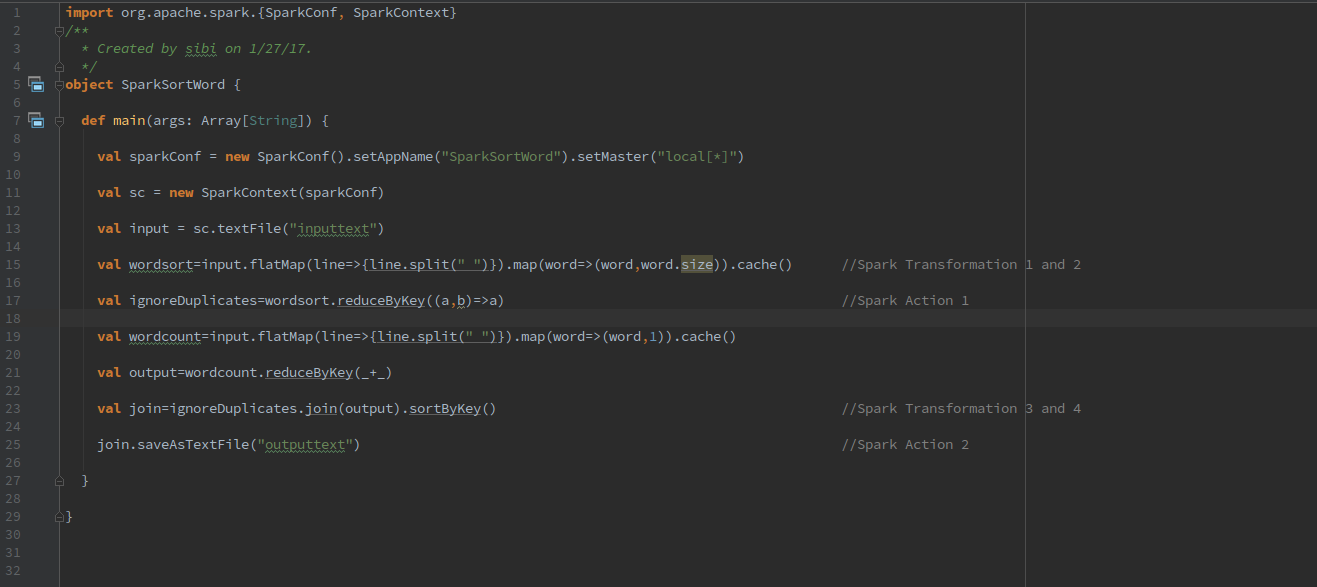 1 import org.apache.spark.{SparkConf, SparkContext}
2 /**
3 * Created by sibi on 1/27/17.
4 */
5 object SparkSortWord {
6
7 def main(args: Array[String]) {
8
9 val sparkConf = new SparkConf().setAppName("SparkSortWord").setMaster("local[*]")
10
11 val sc = new SparkContext(sparkConf)
12
13 val input = sc.textFile("inputtext")
14
15 val wordsort=input.flatMap(line=>{line.split(" ")}).map(word=>(word,word.size)).cache() //Spark Transformation 1 and 2
16
17 val ignoreDuplicates=wordsort.reduceByKey((a,b)=>a) //Spark Action 1
18
19 val wordcount=input.flatMap(line=>{line.split(" ")}).map(word=>(word,1)).cache()
20
21 val output=wordcount.reduceByKey(_+_)
22
23 val join=ignoreDuplicates.join(output).sortByKey() //Spark Transformation 3 and 4
24
25 join.saveAsTextFile("outputtext") //Spark Action 2
26
27 }
28
29 }
30
31
32